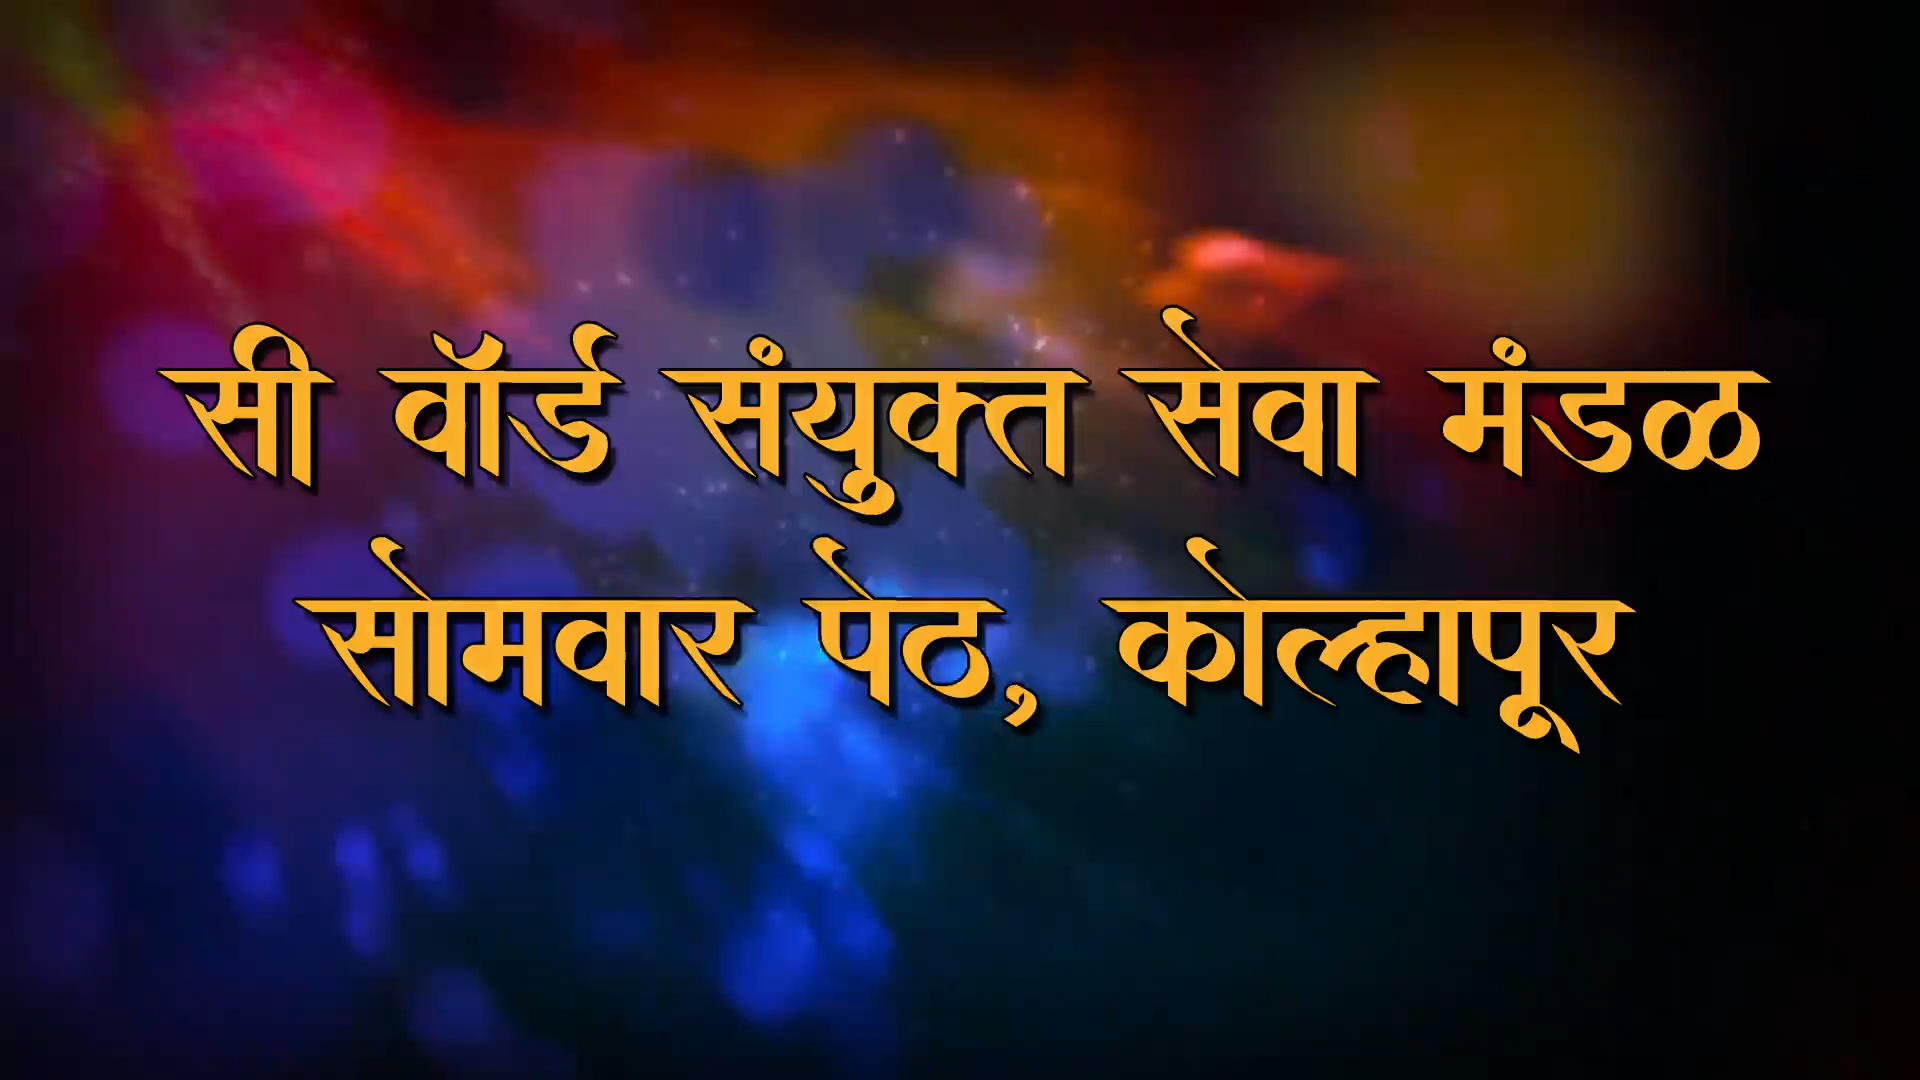 सी वॉर्ड संयुक्त सेवा मंडळ
सोमवार पेठ, कोल्हापूर